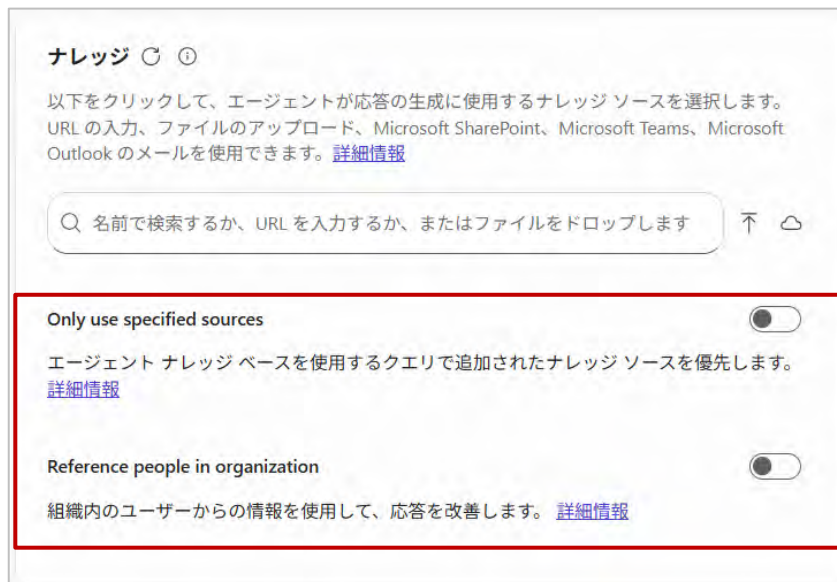 ナレッジ
以下をクリックして、エージェントが応答の生成に使用するナレッジ ソースを選択します。
URL の入力、ファイルのアップロード、Microsoft SharePoint、Microsoft Teams、Microsoft
Outlook のメールを使用できます。詳細情報
名前で検索するか、URL を入力するか、またはファイルをドロップします
Only use specified sources
エージェント ナレッジ ベースを使用するクエリで追加されたナレッジ ソースを優先します。
詳細情報
Reference people in organization
組織内のユーザーからの情報を使用して、応答を改善します。 詳細情報